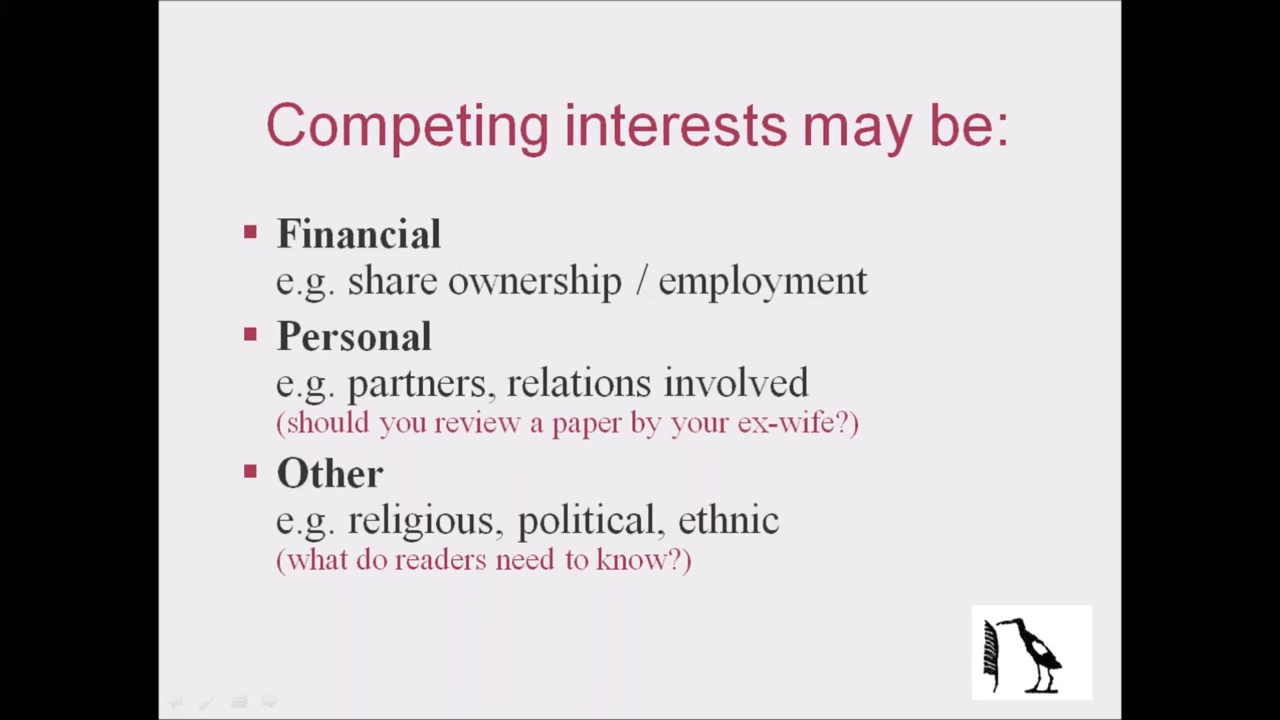 Competing interests may be:
▪ Financial
e.g. share ownership / employment
▪ Personal
e.g. partners, relations involved
(should you review a paper by your ex-wife?)
▪ Other
e.g. religious, political, ethnic
(what do readers need to know?)